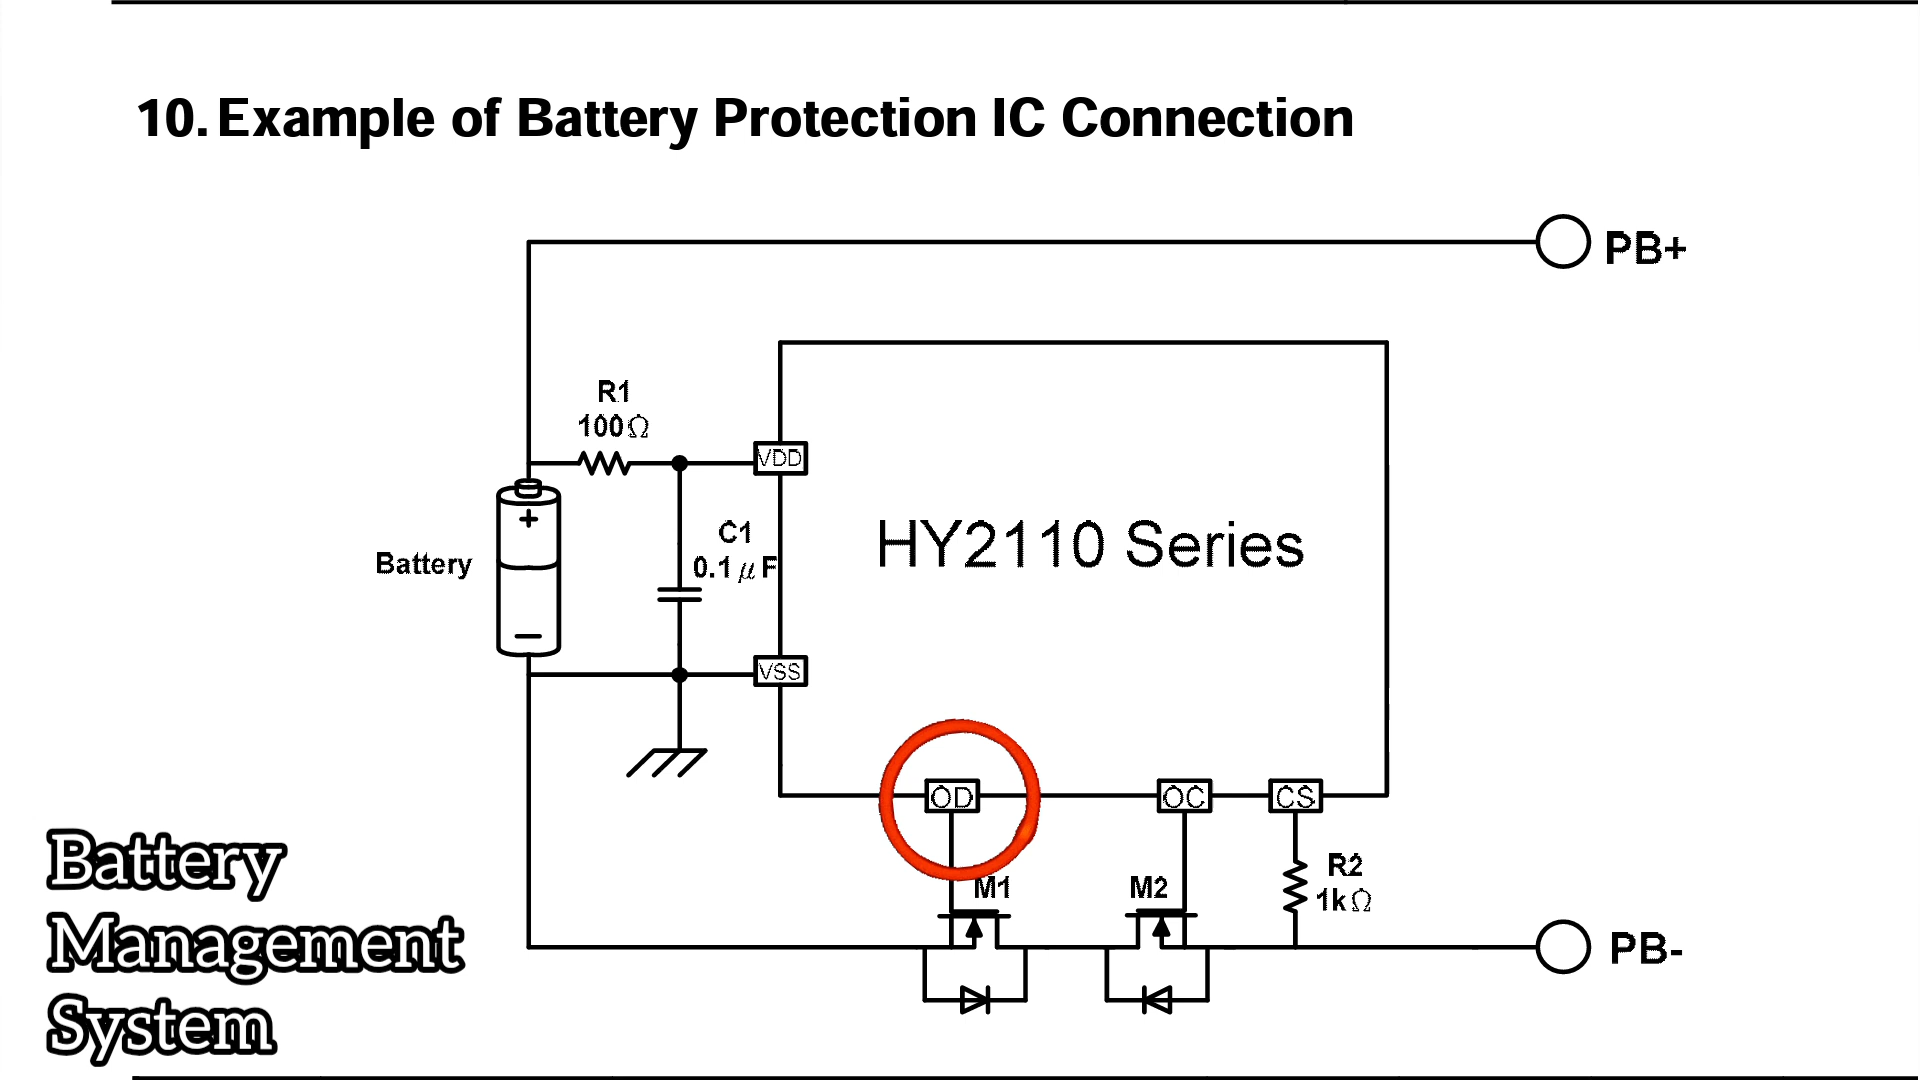 10. Example of Battery Protection IC Connection
PB+
R1
100Ω
VDD
C1
0.1μF
HY2110 Series
Battery
+
−
VSS
OD
OC
CS
M1
M2
R2
1kΩ
PB-
Battery
Management
System